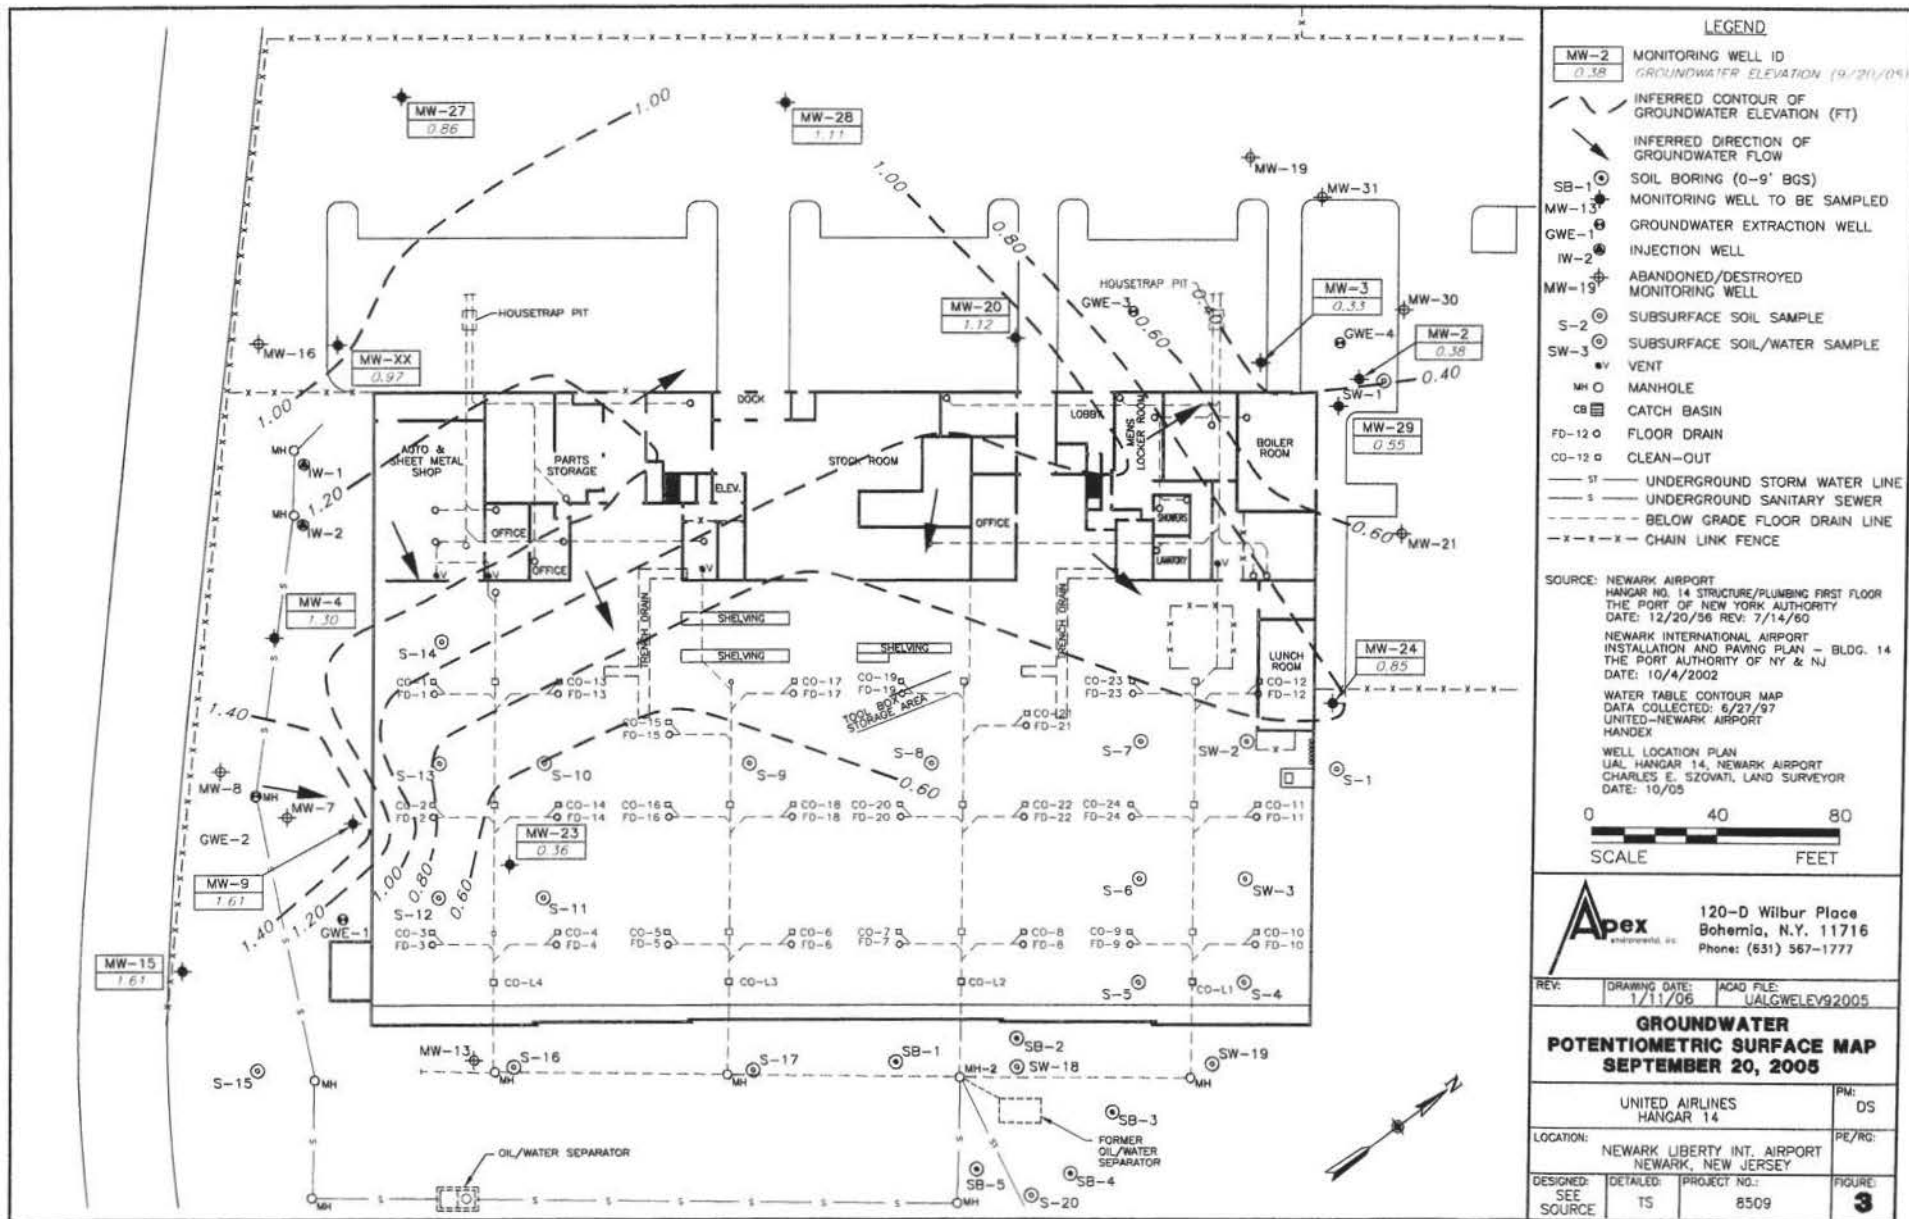 LEGEND
MW-2
0.38
MONITORING WELL ID
GROUNDWATER ELEVATION (9/20/05)
INFERRED CONTOUR OF
GROUNDWATER ELEVATION (FT)
INFERRED DIRECTION OF
GROUNDWATER FLOW
SB-1 SOIL BORING (0-9' BGS)
MW-13 MONITORING WELL TO BE SAMPLED
GWE-1 GROUNDWATER EXTRACTION WELL
IW-2 INJECTION WELL
MW-19 ABANDONED/DESTROYED
MONITORING WELL
S-2 SUBSURFACE SOIL SAMPLE
SW-3 SUBSURFACE SOIL/WATER SAMPLE
V VENT
MH MANHOLE
CB CATCH BASIN
FD-12 FLOOR DRAIN
CO-12 CLEAN-OUT
ST UNDERGROUND STORM WATER LINE
S UNDERGROUND SANITARY SEWER
BELOW GRADE FLOOR DRAIN LINE
x x x CHAIN LINK FENCE
SOURCE: NEWARK AIRPORT
HANGAR NO. 14 STRUCTURE/PLUMBING FIRST FLOOR
THE PORT OF NEW YORK AUTHORITY
DATE: 12/20/56 REV: 7/14/60
NEWARK INTERNATIONAL AIRPORT
INSTALLATION AND PAVING PLAN - BLDG. 14
THE PORT AUTHORITY OF NY & NJ
DATE: 10/4/2002
WATER TABLE CONTOUR MAP
DATA COLLECTED: 6/27/97
UNITED-NEWARK AIRPORT
HANDEX
WELL LOCATION PLAN
UAL HANGAR 14, NEWARK AIRPORT
CHARLES E. SZOVATI, LAND SURVEYOR
DATE: 10/05
0 40 80
SCALE FEET
Apex
environmental, inc.
120-D Wilbur Place
Bohemia, N.Y. 11716
Phone: (631) 567-1777
REV:
DRAWING DATE:
1/11/06
ACAD FILE:
UALGWELEV92005
GROUNDWATER
POTENTIOMETRIC SURFACE MAP
SEPTEMBER 20, 2005
UNITED AIRLINES
HANGAR 14
PM:
DS
LOCATION:
NEWARK LIBERTY INT. AIRPORT
NEWARK, NEW JERSEY
PE/RG:
DESIGNED:
SEE
SOURCE
DETAILED:
TS
PROJECT NO.:
8509
FIGURE:
3
MW-27
0.86
1.00
MW-28
1.11
1.00
MW-19
MW-31
0.80
HOUSETRAP PIT
MW-20
1.12
HOUSETRAP PIT
GWE-3
0.60
MW-3
0.33
MW-30
GWE-4
MW-2
0.38
0.40
SW-1
MW-29
0.55
MW-16
MW-XX
0.97
1.00
DOCK
LOBBY
MENS
LOCKER ROOM
BOILER
ROOM
AUTO &
SHEET METAL
SHOP
PARTS
STORAGE
STOCK ROOM
ELEV.
MH
IW-1
1.20
MH
IW-2
OFFICE
OFFICE
OFFICE
SHOWERS
LAVATORY
0.60
MW-21
V
V
V
V
MW-4
1.30
TRENCH DRAIN
SHELVING
SHELVING
SHELVING
TRENCH DRAIN
LUNCH
ROOM
MW-24
0.85
S-14
CO-1
FD-1
CO-13
FD-13
CO-17
FD-17
CO-19
FD-19
CO-23
FD-23
CO-12
FD-12
TOOL BOX
STORAGE AREA
1.40
CO-15
FD-15
CO-21
FD-21
S-13
S-10
S-9
S-8
S-7
SW-2
S-1
0.60
MW-8
MH
MW-7
GWE-2
CO-2
FD-2
CO-14
FD-14
CO-16
FD-16
CO-18
FD-18
CO-20
FD-20
CO-22
FD-22
CO-24
FD-24
CO-11
FD-11
MW-23
0.36
MW-9
1.61
1.40
1.20
1.00
0.80
0.60
S-12
S-11
S-6
SW-3
GWE-1
CO-3
FD-3
CO-4
FD-4
CO-5
FD-5
CO-6
FD-6
CO-7
FD-7
CO-8
FD-8
CO-9
FD-9
CO-10
FD-10
MW-15
1.61
CO-L4
CO-L3
CO-L2
S-5
CO-L1
S-4
S-15
MH
MW-13
S-16
MH
S-17
MH
SB-1
SB-2
SW-18
MH-2
SW-19
MH
SB-3
FORMER
OIL/WATER
SEPARATOR
ST
OIL/WATER SEPARATOR
MH
MH
SB-5
SB-4
S-20
N